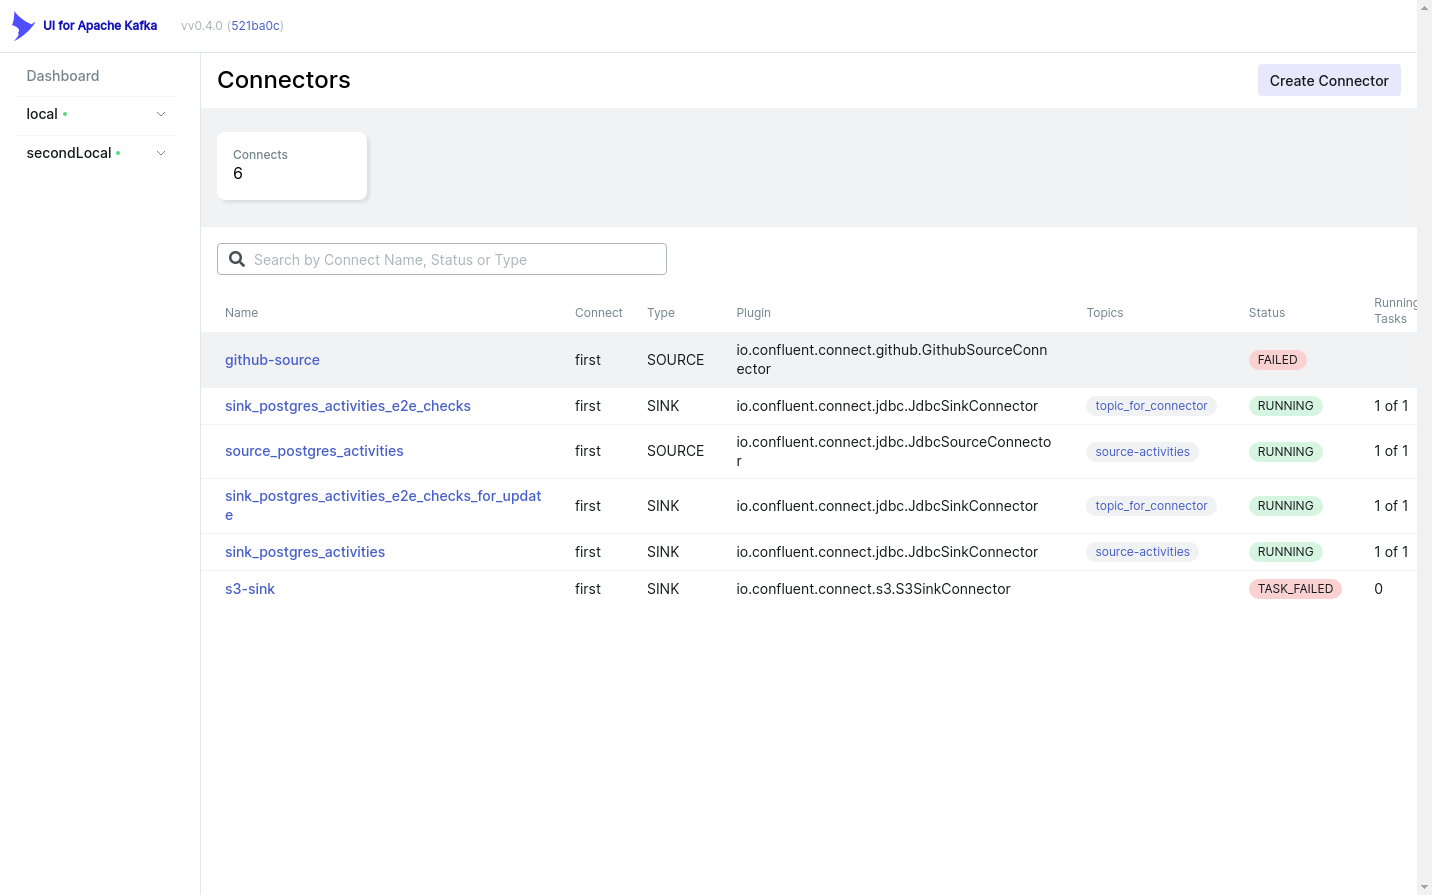 UI for Apache Kafka vv0.4.0 (521ba0c)
Dashboard
local
secondLocal
Connectors
Create Connector
Connects
6
Search by Connect Name, Status or Type
Name Connect Type Plugin Topics Status Running
Tasks
github-source first SOURCE io.confluent.connect.github.GithubSourceConn
ector FAILED
sink_postgres_activities_e2e_checks first SINK io.confluent.connect.jdbc.JdbcSinkConnector topic_for_connector RUNNING 1 of 1
source_postgres_activities first SOURCE io.confluent.connect.jdbc.JdbcSourceConnecto
r source-activities RUNNING 1 of 1
sink_postgres_activities_e2e_checks_for_updat
e first SINK io.confluent.connect.jdbc.JdbcSinkConnector topic_for_connector RUNNING 1 of 1
sink_postgres_activities first SINK io.confluent.connect.jdbc.JdbcSinkConnector source-activities RUNNING 1 of 1
s3-sink first SINK io.confluent.connect.s3.S3SinkConnector TASK_FAILED 0